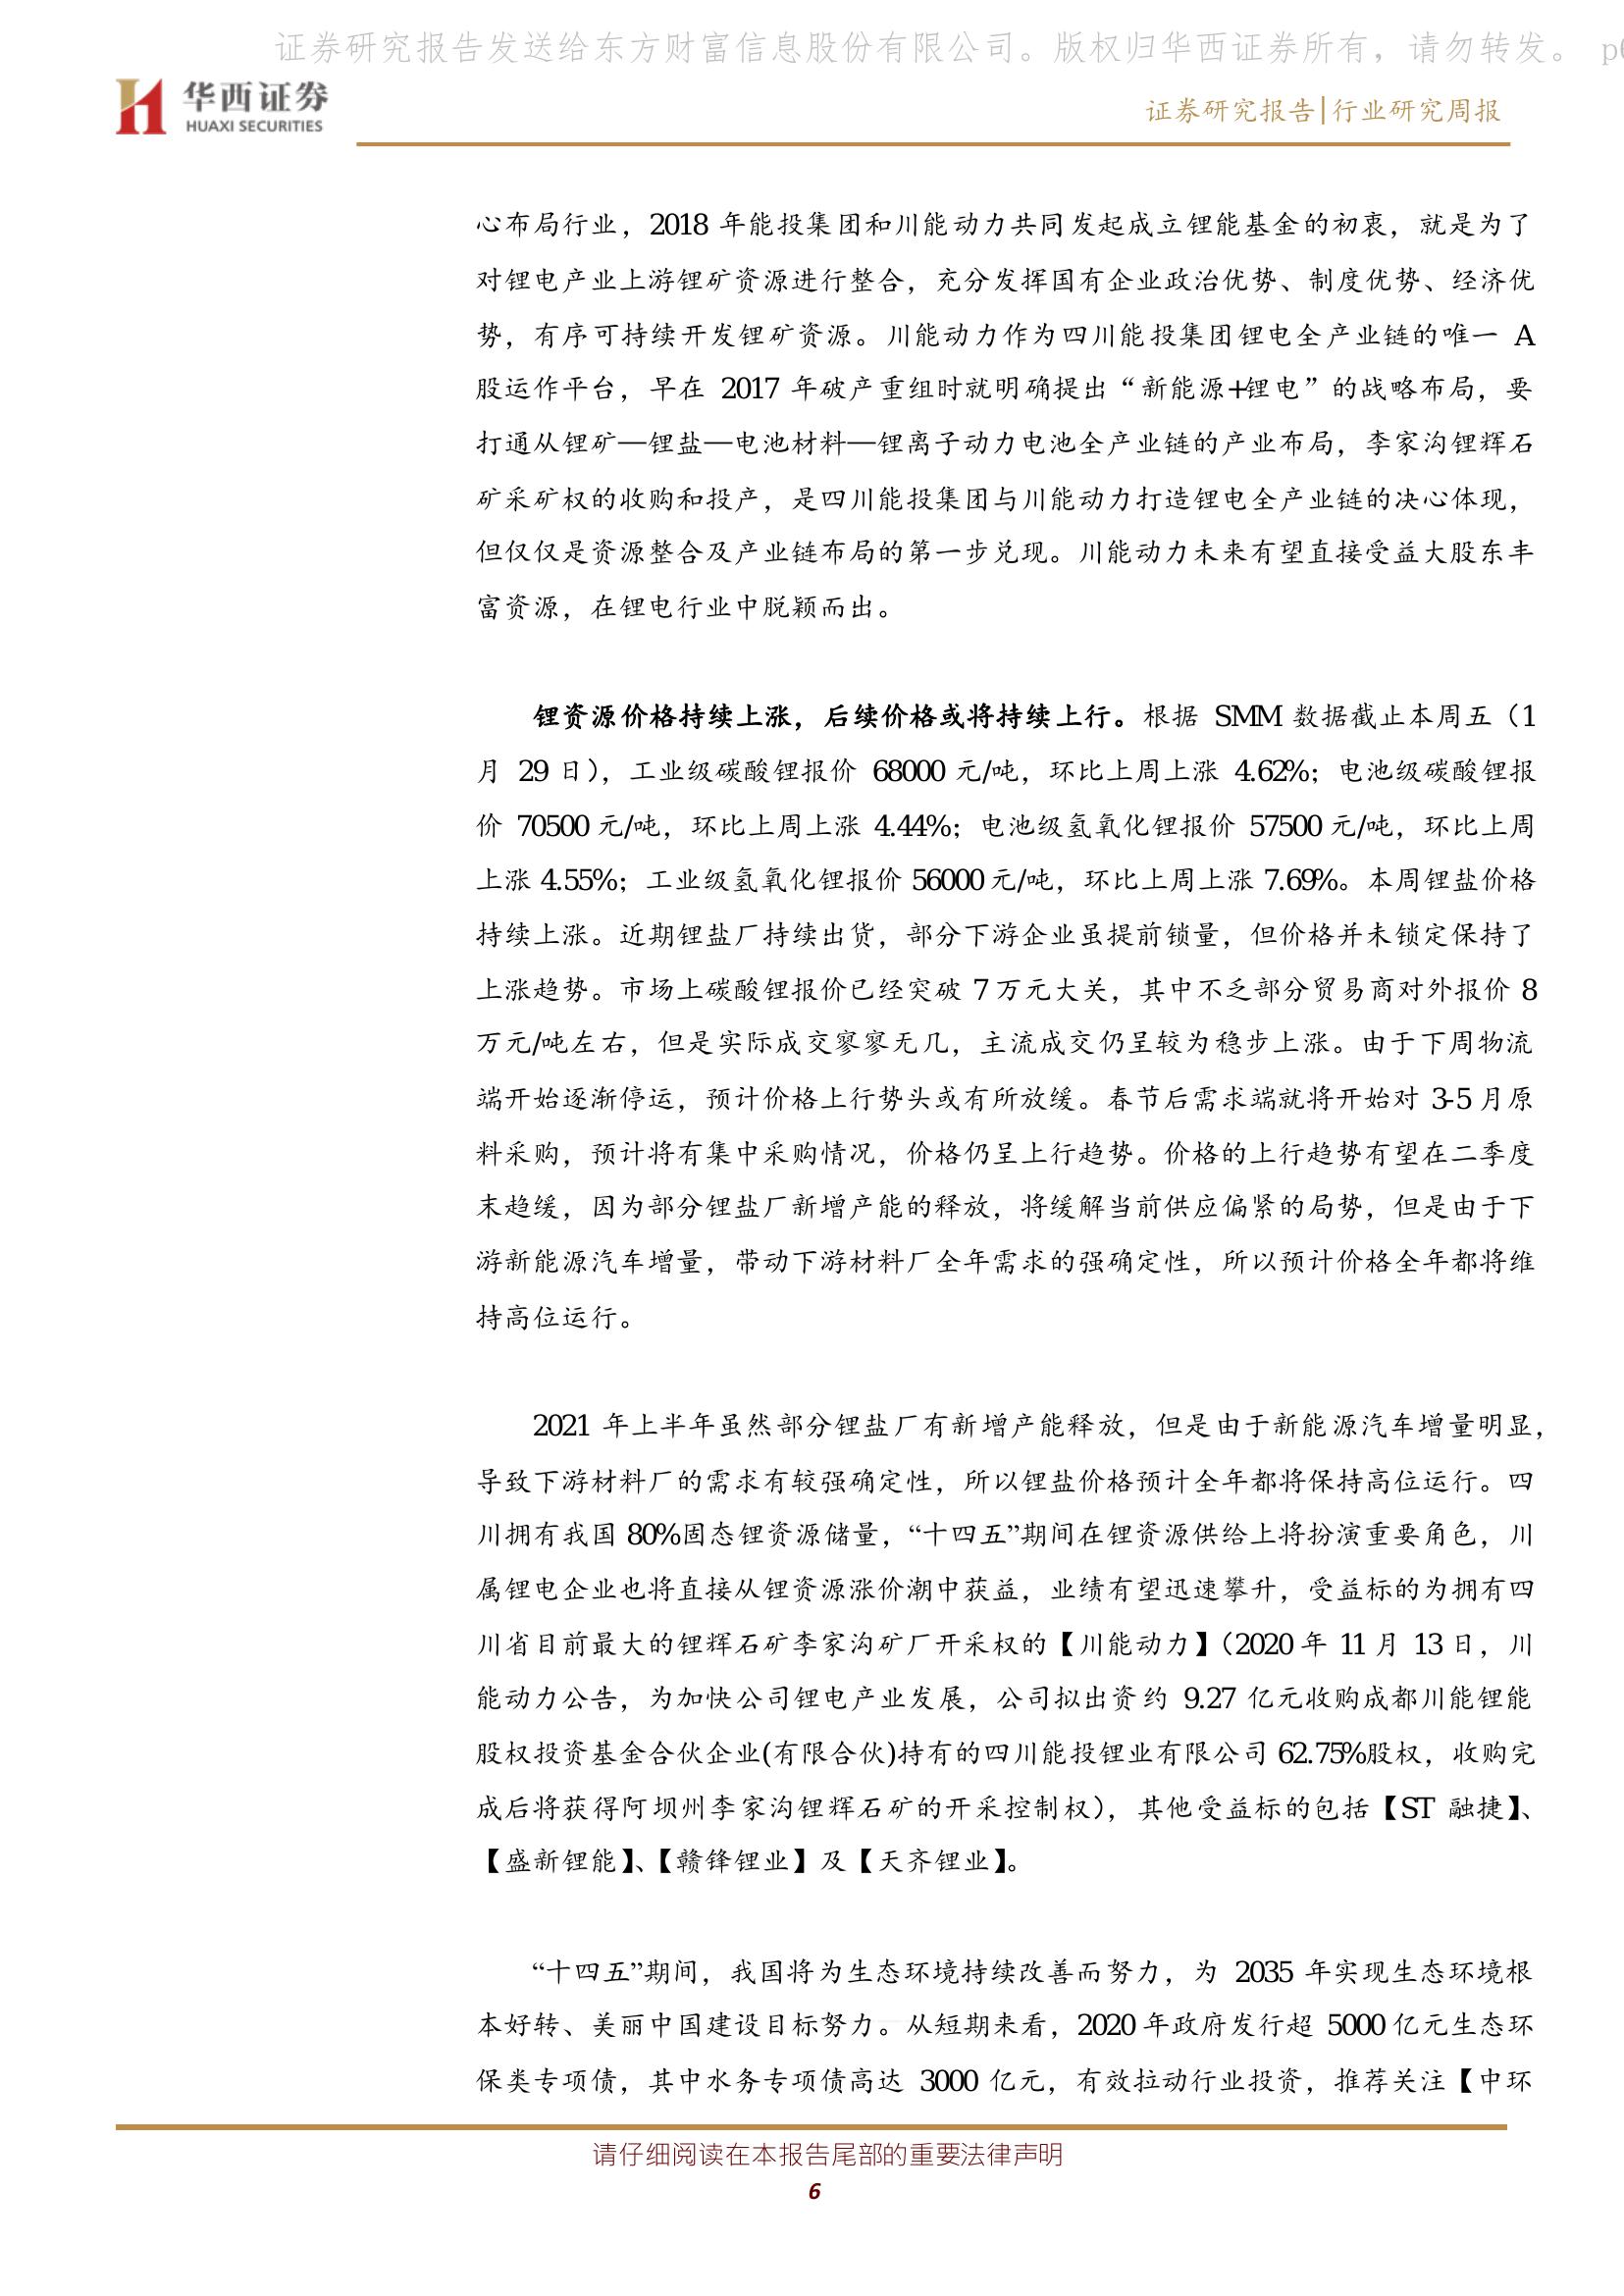 证券研究报告发送给东方财富信息股份有限公司。版权归华西证券所有，请勿转发。 p6
华西证券
HUAXI SECURITIES
证券研究报告|行业研究周报
心布局行业，2018 年能投集团和川能动力共同发起成立锂能基金的初衷，就是为了
对锂电产业上游锂矿资源进行整合，充分发挥国有企业政治优势、制度优势、经济优
势，有序可持续开发锂矿资源。川能动力作为四川能投集团锂电全产业链的唯一 A
股运作平台，早在 2017 年破产重组时就明确提出“新能源+锂电”的战略布局，要
打通从锂矿—锂盐—电池材料—锂离子动力电池全产业链的产业布局，李家沟锂辉石
矿采矿权的收购和投产，是四川能投集团与川能动力打造锂电全产业链的决心体现，
但仅仅是资源整合及产业链布局的第一步兑现。川能动力未来有望直接受益大股东丰
富资源，在锂电行业中脱颖而出。
锂资源价格持续上涨，后续价格或将持续上行。根据 SMM 数据截止本周五（1
月 29 日），工业级碳酸锂报价 68000 元/吨，环比上周上涨 4.62%；电池级碳酸锂报
价 70500 元/吨，环比上周上涨 4.44%；电池级氢氧化锂报价 57500 元/吨，环比上周
上涨 4.55%；工业级氢氧化锂报价 56000 元/吨，环比上周上涨 7.69%。本周锂盐价格
持续上涨。近期锂盐厂持续出货，部分下游企业虽提前锁量，但价格并未锁定保持了
上涨趋势。市场上碳酸锂报价已经突破 7 万元大关，其中不乏部分贸易商对外报价 8
万元/吨左右，但是实际成交寥寥无几，主流成交仍呈较为稳步上涨。由于下周物流
端开始逐渐停运，预计价格上行势头或有所放缓。春节后需求端就将开始对 3-5 月原
料采购，预计将有集中采购情况，价格仍呈上行趋势。价格的上行趋势有望在二季度
末趋缓，因为部分锂盐厂新增产能的释放，将缓解当前供应偏紧的局势，但是由于下
游新能源汽车增量，带动下游材料厂全年需求的强确定性，所以预计价格全年都将维
持高位运行。
2021 年上半年虽然部分锂盐厂有新增产能释放，但是由于新能源汽车增量明显，
导致下游材料厂的需求有较强确定性，所以锂盐价格预计全年都将保持高位运行。四
川拥有我国 80%固态锂资源储量，“十四五”期间在锂资源供给上将扮演重要角色，川
属锂电企业也将直接从锂资源涨价潮中获益，业绩有望迅速攀升，受益标的为拥有四
川省目前最大的锂辉石矿李家沟矿厂开采权的【川能动力】（2020 年 11 月 13 日，川
能动力公告，为加快公司锂电产业发展，公司拟出资约 9.27 亿元收购成都川能锂能
股权投资基金合伙企业(有限合伙)持有的四川能投锂业有限公司 62.75%股权，收购完
成后将获得阿坝州李家沟锂辉石矿的开采控制权），其他受益标的包括【ST 融捷】、
【盛新锂能】、【赣锋锂业】及【天齐锂业】。
“十四五”期间，我国将为生态环境持续改善而努力，为 2035 年实现生态环境根
本好转、美丽中国建设目标努力。从短期来看，2020 年政府发行超 5000 亿元生态环
保类专项债，其中水务专项债高达 3000 亿元，有效拉动行业投资，推荐关注【中环
请仔细阅读在本报告尾部的重要法律声明
6